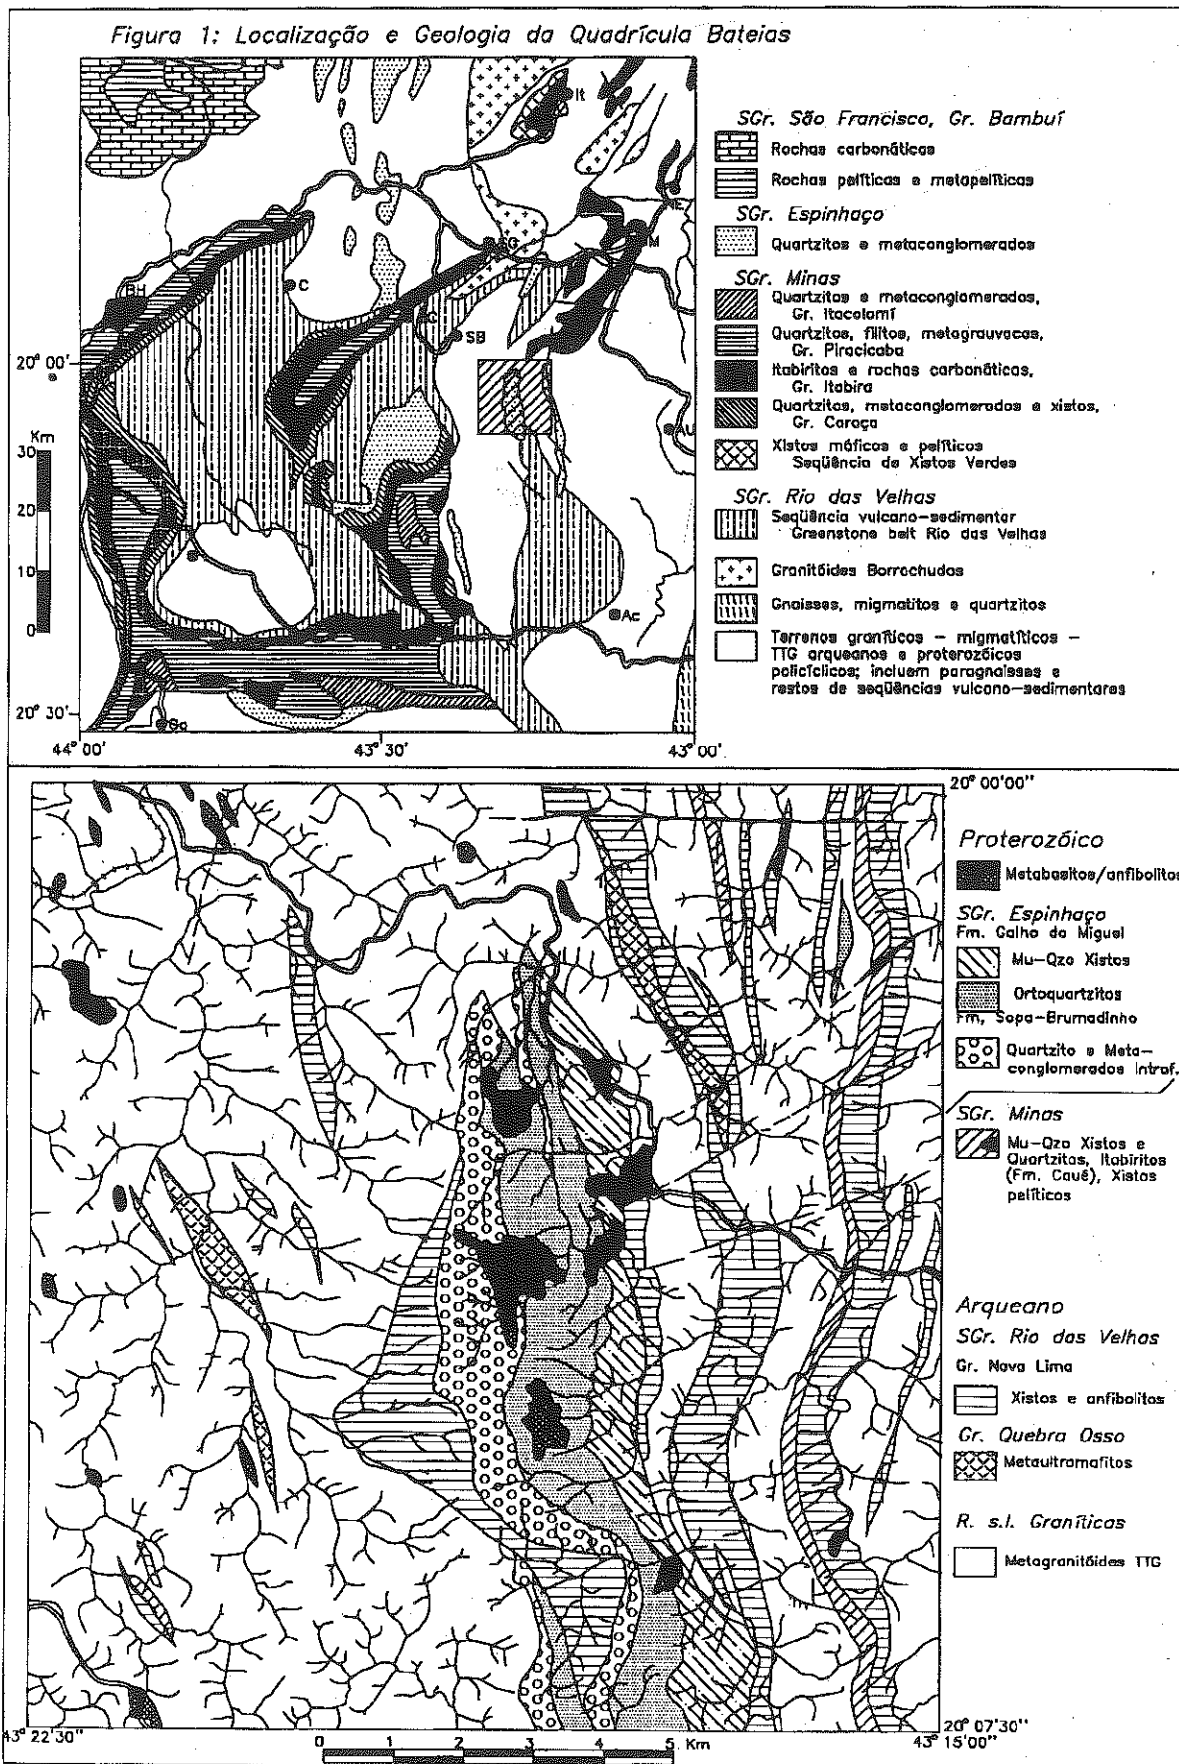 Figura 1: Localização e Geologia da Quadrícula Bateias
It
NE
M
BH
C
C
SB
20° 00'
AU
Km
30
20
10
0
Ac
20° 30'
44° 00'
43° 30'
43° 00'
SGr. São Francisco, Gr. Bambuí
Rochas carbonáticas
Rochas pelíticas e metapelíticas
SGr. Espinhaço
Quartzitos e metaconglomerados
SGr. Minas
Quartzitos e metaconglomerados,
Gr. Itacolomí
Quartzitos, filitos, metagrauvacas,
Gr. Piracicaba
Itabiritos e rochas carbonáticas,
Gr. Itabira
Quartzitos, metaconglomerados e xistos,
Gr. Caraça
Xistos máficos e pelíticos
Seqüência de Xistos Verdes
SGr. Rio das Velhas
Seqüência vulcano-sedimentar
Greenstone belt Rio das Velhas
Granitóides Borrachudos
Gnaisses, migmatitos e quartzitos
Terrenos graníticos - migmatíticos -
TTG arqueanos e proterozóicos
policíclicos; incluem paragnaisses e
restos de seqüências vulcano-sedimentares
20° 00'00"
Proterozóico
Metabasitos/anfibolitos
SGr. Espinhaço
Fm. Galho do Miguel
Mu-Qzo Xistos
Ortoquartzitos
Fm, Sopa-Brumadinho
Quartzito e Meta-
conglomerados Intraf.
SGr. Minas
Mu-Qzo Xistos e
Quartzitos, Itabiritos
(Fm. Cauê), Xistos
pelíticos
Arqueano
SGr. Rio das Velhas
Gr. Nova Lima
Xistos e anfibolitos
Gr. Quebra Osso
Metaultramafitos
R. s.l. Graníticas
Metagranitóides TTG
43° 22'30"
20° 07'30"
43° 15'00"
0 1 2 3 4 5 Km